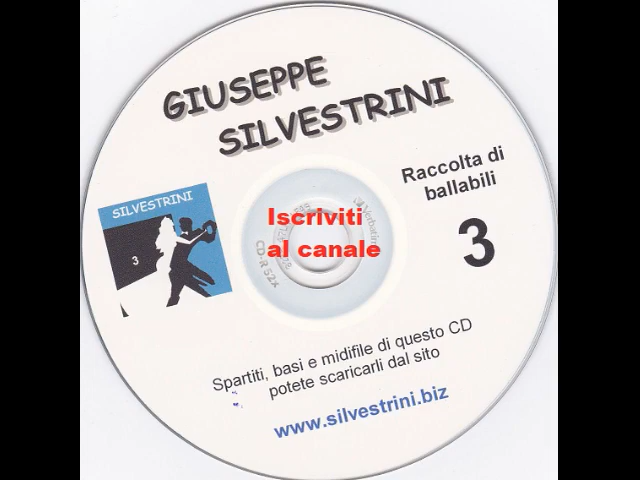 GIUSEPPE
SILVESTRINI
Raccolta di
ballabili
3
SILVESTRINI
3
Iscriviti
al canale
Verbatim
CD-R 52X
Spartiti, basi e midifile di questo CD
potete scaricarli dal sito
www.silvestrini.biz